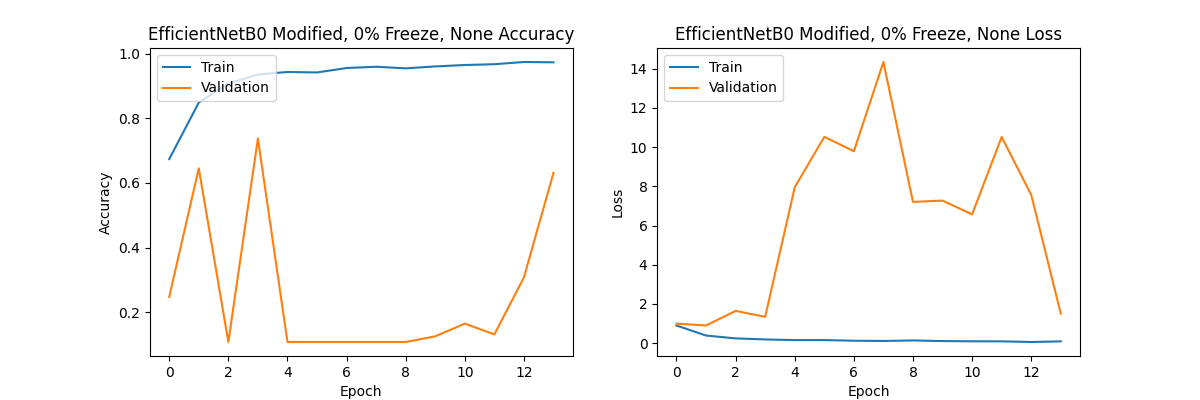 EfficientNetB0 Modified, 0% Freeze, None Accuracy
Train
Validation
1.0
0.8
0.6
0.4
0.2
Accuracy
0 2 4 6 8 10 12
Epoch
EfficientNetB0 Modified, 0% Freeze, None Loss
Train
Validation
14
12
10
8
6
4
2
0
Loss
0 2 4 6 8 10 12
Epoch